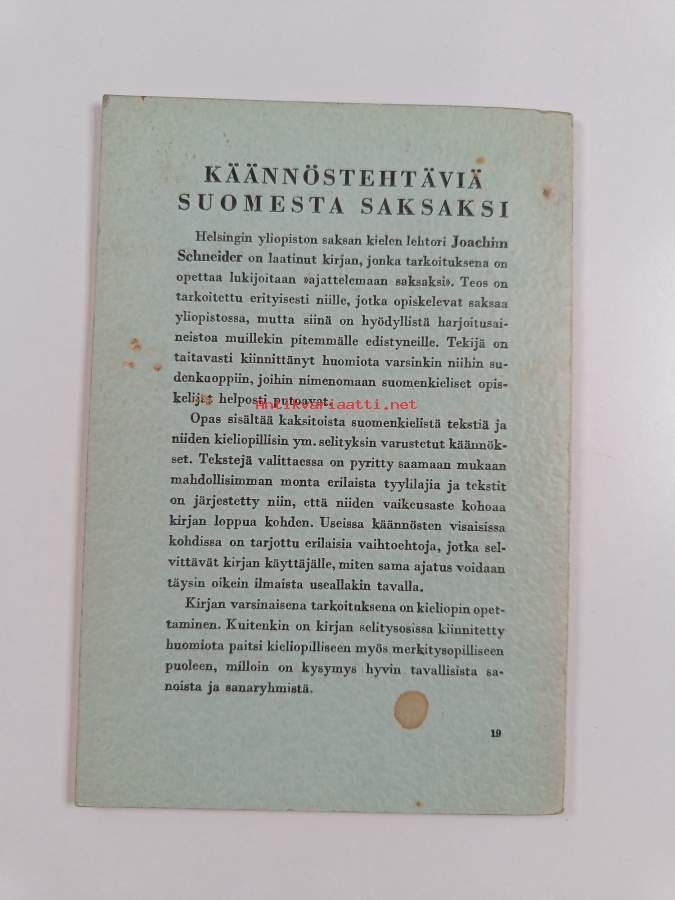 KÄÄNNÖSTEHTÄVIÄ
SUOMESTA SAKSAKSI
Helsingin yliopiston saksan kielen lehtori Joachim
Schneider on laatinut kirjan, jonka tarkoituksena on
opettaa lukijoitaan »ajattelemaan saksaksi». Teos on
tarkoitettu erityisesti niille, jotka opiskelevat saksaa
yliopistossa, mutta siinä on hyödyllistä harjoitusai-
neistoa muillekin pitemmälle edistyneille. Tekijä on
taitavasti kiinnittänyt huomiota varsinkin niihin su-
denkuoppiin, joihin nimenomaan suomenkieliset opis-
kelijat helposti putoavat.
Antikvariaatti.net
Opas sisältää kaksitoista suomenkielistä tekstiä ja
niiden kieliopillisin ym. selityksin varustetut käännök-
set. Tekstejä valittaessa on pyritty saamaan mukaan
mahdollisimman monta erilaista tyylilajia ja tekstit
on järjestetty niin, että niiden vaikeusaste kohoaa
kirjan loppua kohden. Useissa käännösten visaisissa
kohdissa on tarjottu erilaisia vaihtoehtoja, jotka sel-
vittävät kirjan käyttäjälle, miten sama ajatus voidaan
täysin oikein ilmaista useallakin tavalla.
Kirjan varsinaisena tarkoituksena on kieliopin opet-
taminen. Kuitenkin on kirjan selitysosissa kiinnitetty
huomiota paitsi kieliopilliseen myös merkitysopilliseen
puoleen, milloin on kysymys hyvin tavallisista sa-
noista ja sanaryhmistä.
19